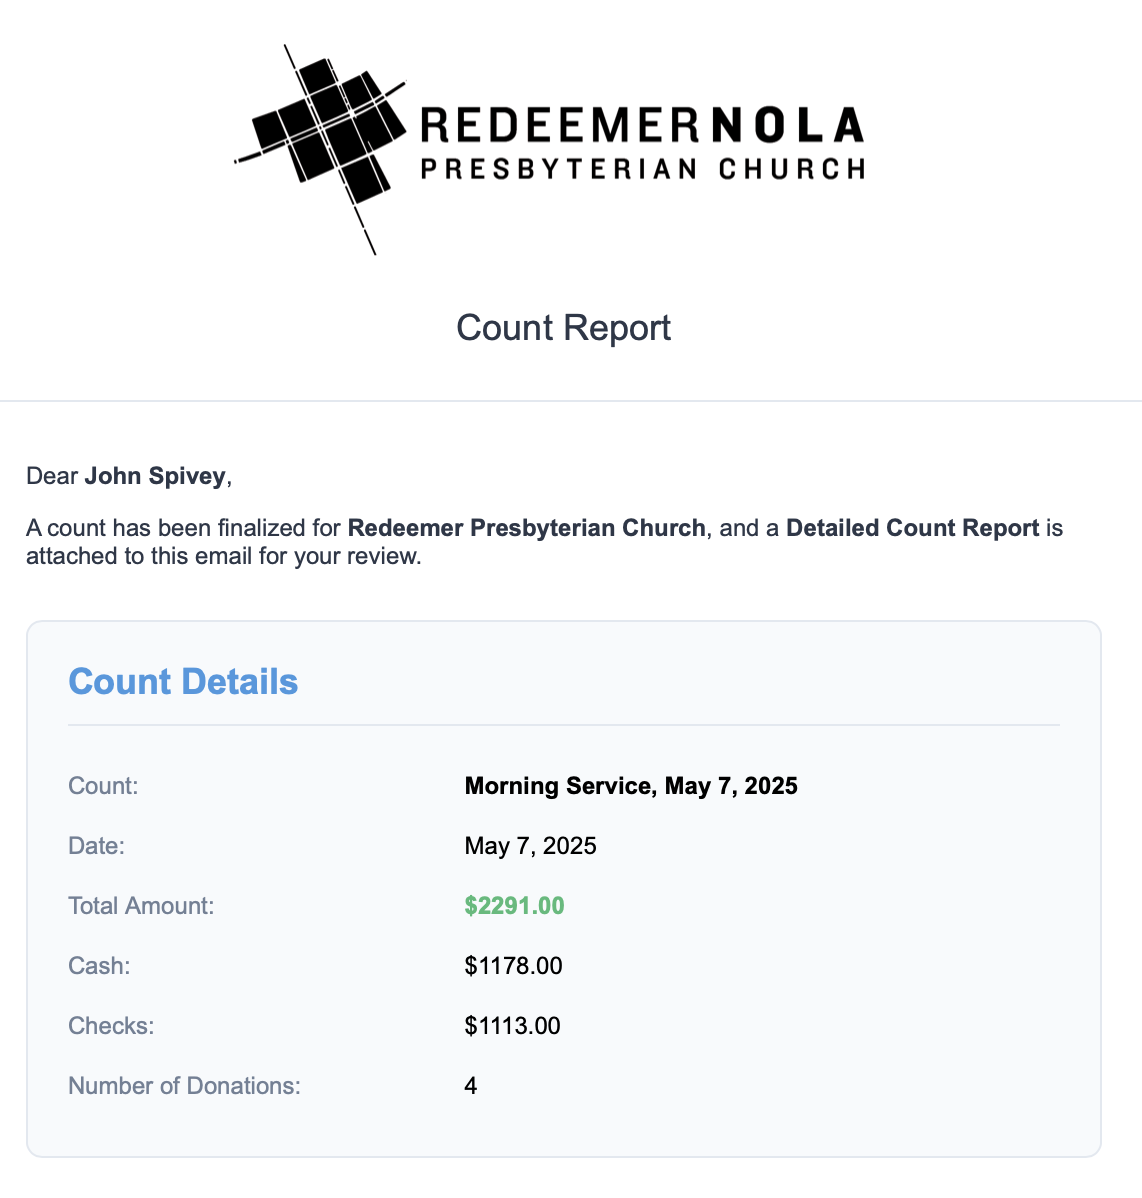 REDEEMERNOLA
PRESBYTERIAN CHURCH
Count Report
Dear John Spivey,
A count has been finalized for Redeemer Presbyterian Church, and a Detailed Count Report is
attached to this email for your review.
Count Details
Count: Morning Service, May 7, 2025
Date: May 7, 2025
Total Amount: $2291.00
Cash: $1178.00
Checks: $1113.00
Number of Donations: 4